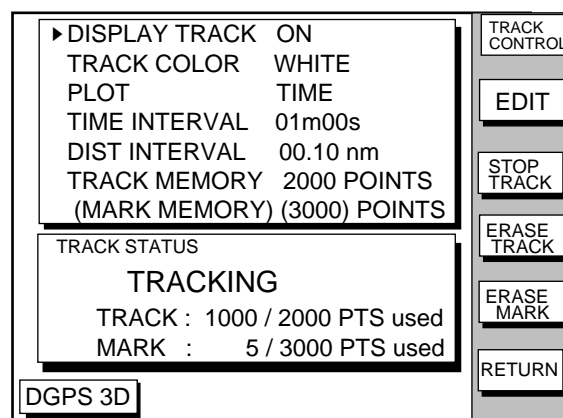 ▶DISPLAY TRACK ON
TRACK COLOR WHITE
PLOT TIME
TIME INTERVAL 01m00s
DIST INTERVAL 00.10 nm
TRACK MEMORY 2000 POINTS
(MARK MEMORY) (3000) POINTS
TRACK STATUS
TRACKING
TRACK : 1000 / 2000 PTS used
MARK : 5 / 3000 PTS used
DGPS 3D
TRACK
CONTROL
EDIT
STOP
TRACK
ERASE
TRACK
ERASE
MARK
RETURN